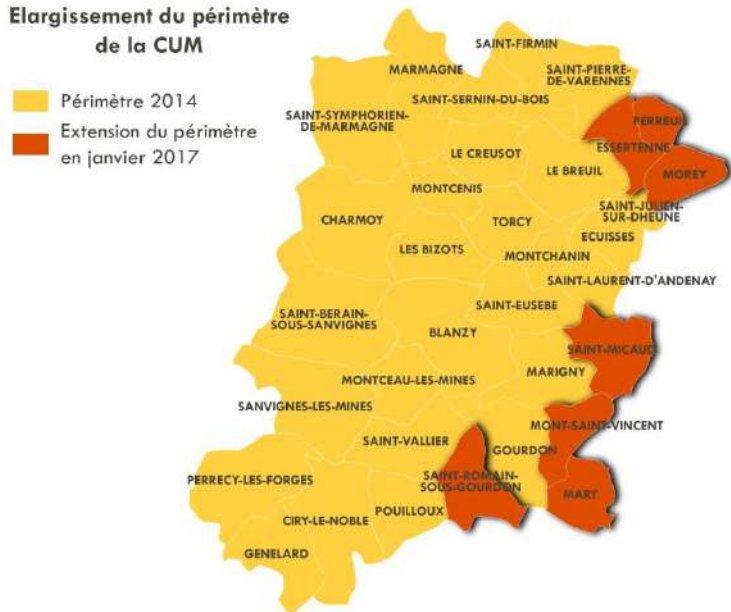 Elargissement du périmètre
de la CUM
Périmètre 2014
Extension du périmètre
en janvier 2017
SAINT-FIRMIN
MARMAGNE
SAINT-PIERRE-
DE-VARENNES
SAINT-SERNIN-DU-BOIS
SAINT-SYMPHORIEN-
DE-MARMAGNE
PERREUIL
ESSERTENNE
LE CREUSOT
LE BREUIL
MOREY
MONTCENIS
SAINT-JULIEN-
SUR-DHEUNE
CHARMOY
TORCY
ECUISSES
LES BIZOTS
MONTCHANIN
SAINT-LAURENT-D'ANDENAY
SAINT-EUSEBE
SAINT-BERAIN-
SOUS-SANVIGNES
BLANZY
SAINT-MICAUD
MARIGNY
MONTCEAU-LES-MINES
SANVIGNES-LES-MINES
MONT-SAINT-VINCENT
SAINT-VALLIER
GOURDON
PERRECY-LES-FORGES
SAINT-ROMAIN-
SOUS-GOURDON
MARY
POUILLOUX
CIRY-LE-NOBLE
GENELARD